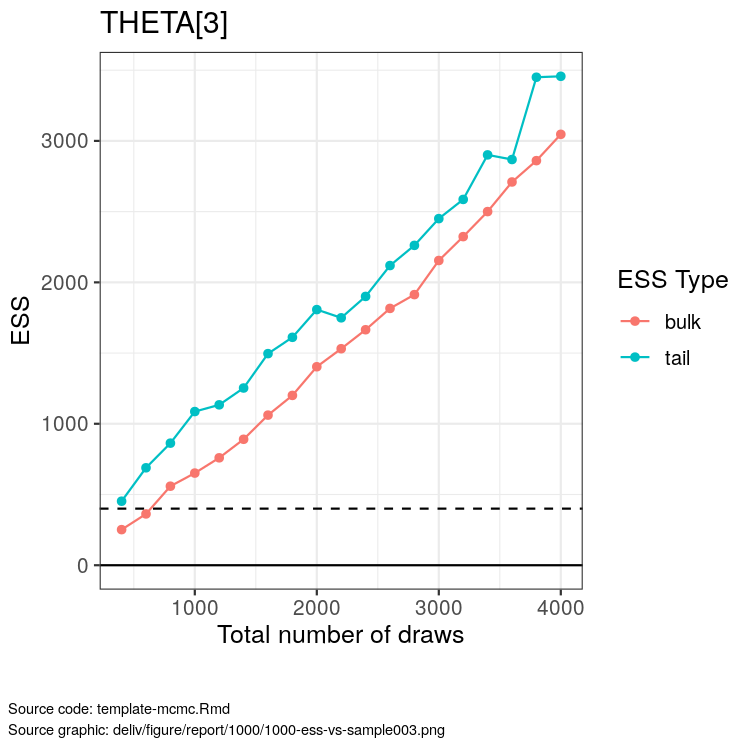 THETA[3]
3000
2000
1000
0
ESS
1000 2000 3000 4000
Total number of draws
ESS Type
bulk
tail
Source code: template-mcmc.Rmd
Source graphic: deliv/figure/report/1000/1000-ess-vs-sample003.png